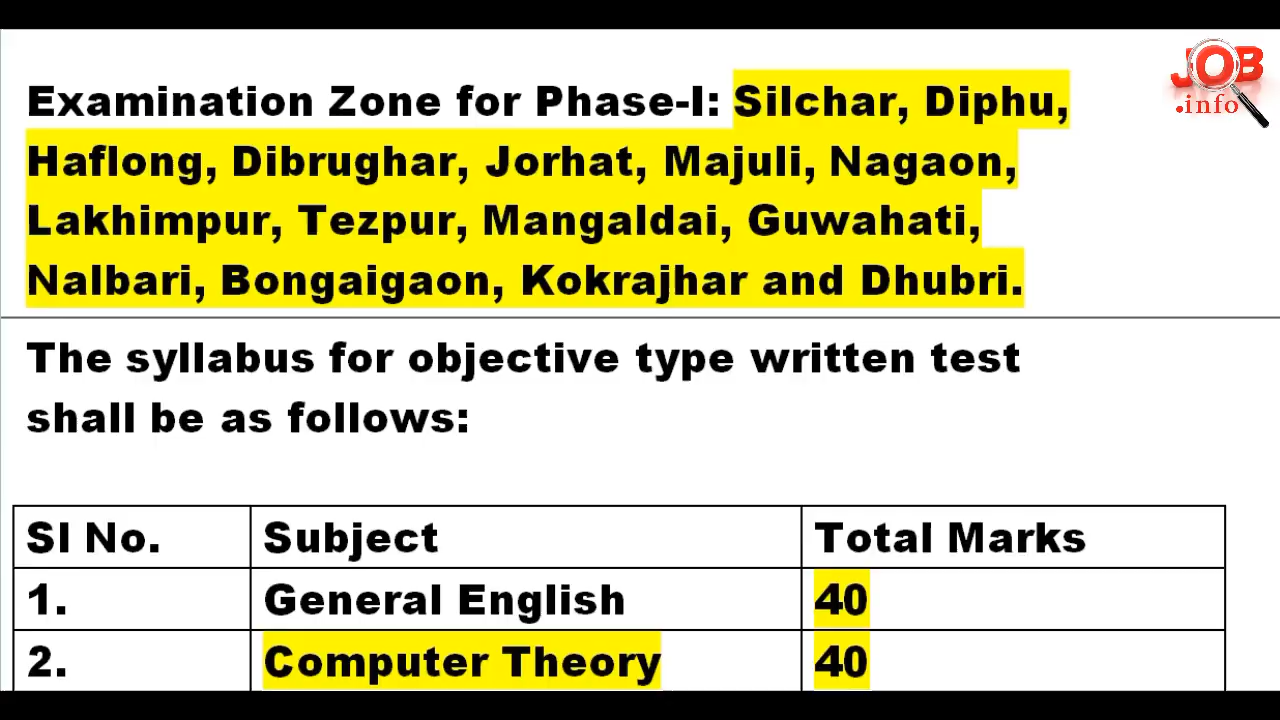 JOB
.info
Examination Zone for Phase-I: Silchar, Diphu,
Haflong, Dibrughar, Jorhat, Majuli, Nagaon,
Lakhimpur, Tezpur, Mangaldai, Guwahati,
Nalbari, Bongaigaon, Kokrajhar and Dhubri.
The syllabus for objective type written test
shall be as follows:
Sl No. Subject Total Marks
1. General English 40
2. Computer Theory 40